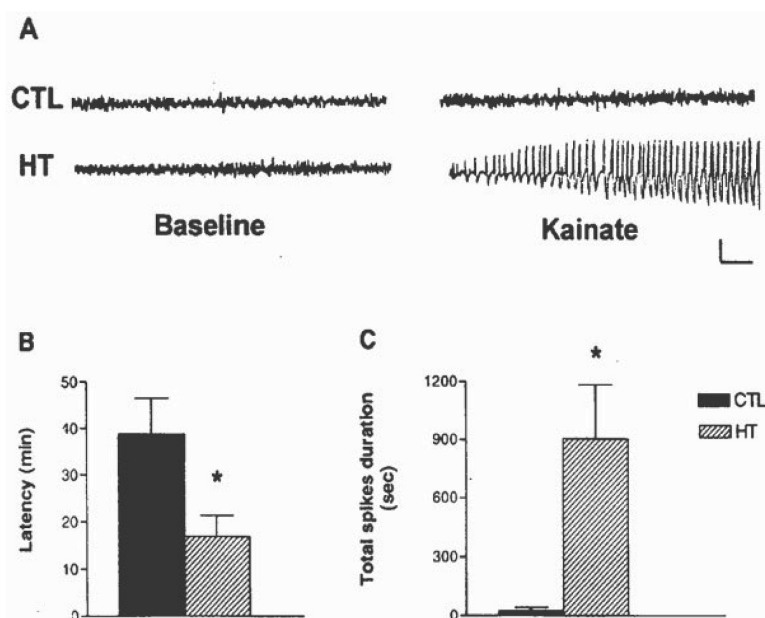 A
CTL
HT
Baseline
Kainate
B
C
Latency (min)
50
40
30
20
10
0
*
Total spikes duration
(sec)
1200
900
600
300
0
*
CTL
HT